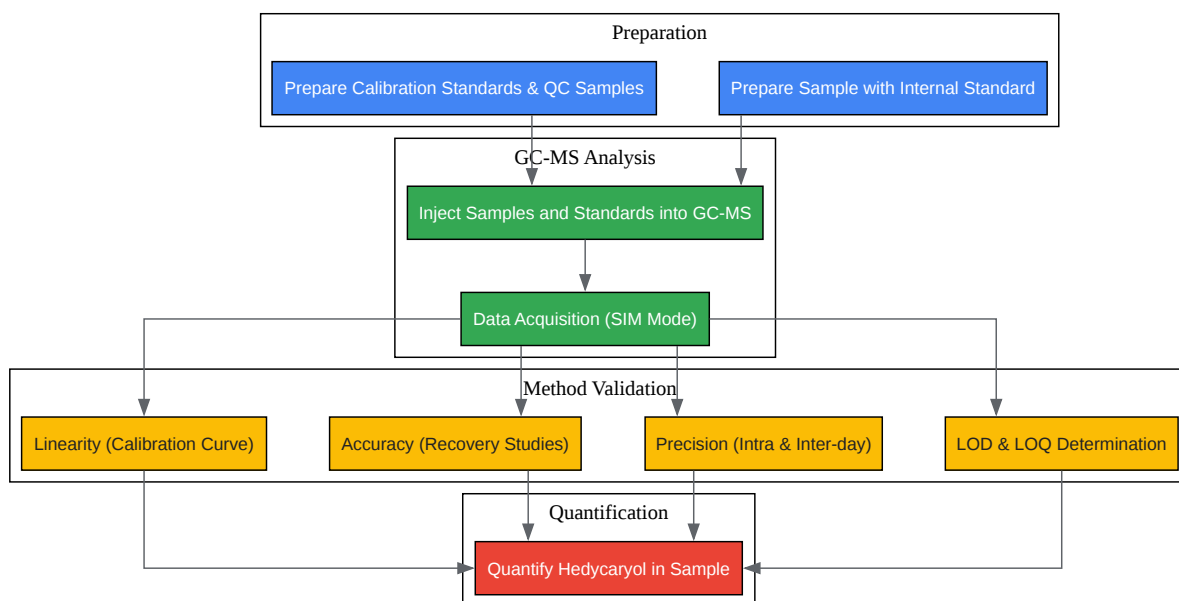 Preparation
Prepare Calibration Standards & QC Samples
Prepare Sample with Internal Standard
GC-MS Analysis
Inject Samples and Standards into GC-MS
Data Acquisition (SIM Mode)
Method Validation
Linearity (Calibration Curve)
Accuracy (Recovery Studies)
Precision (Intra & Inter-day)
LOD & LOQ Determination
Quantification
Quantify Hedycaryol in Sample